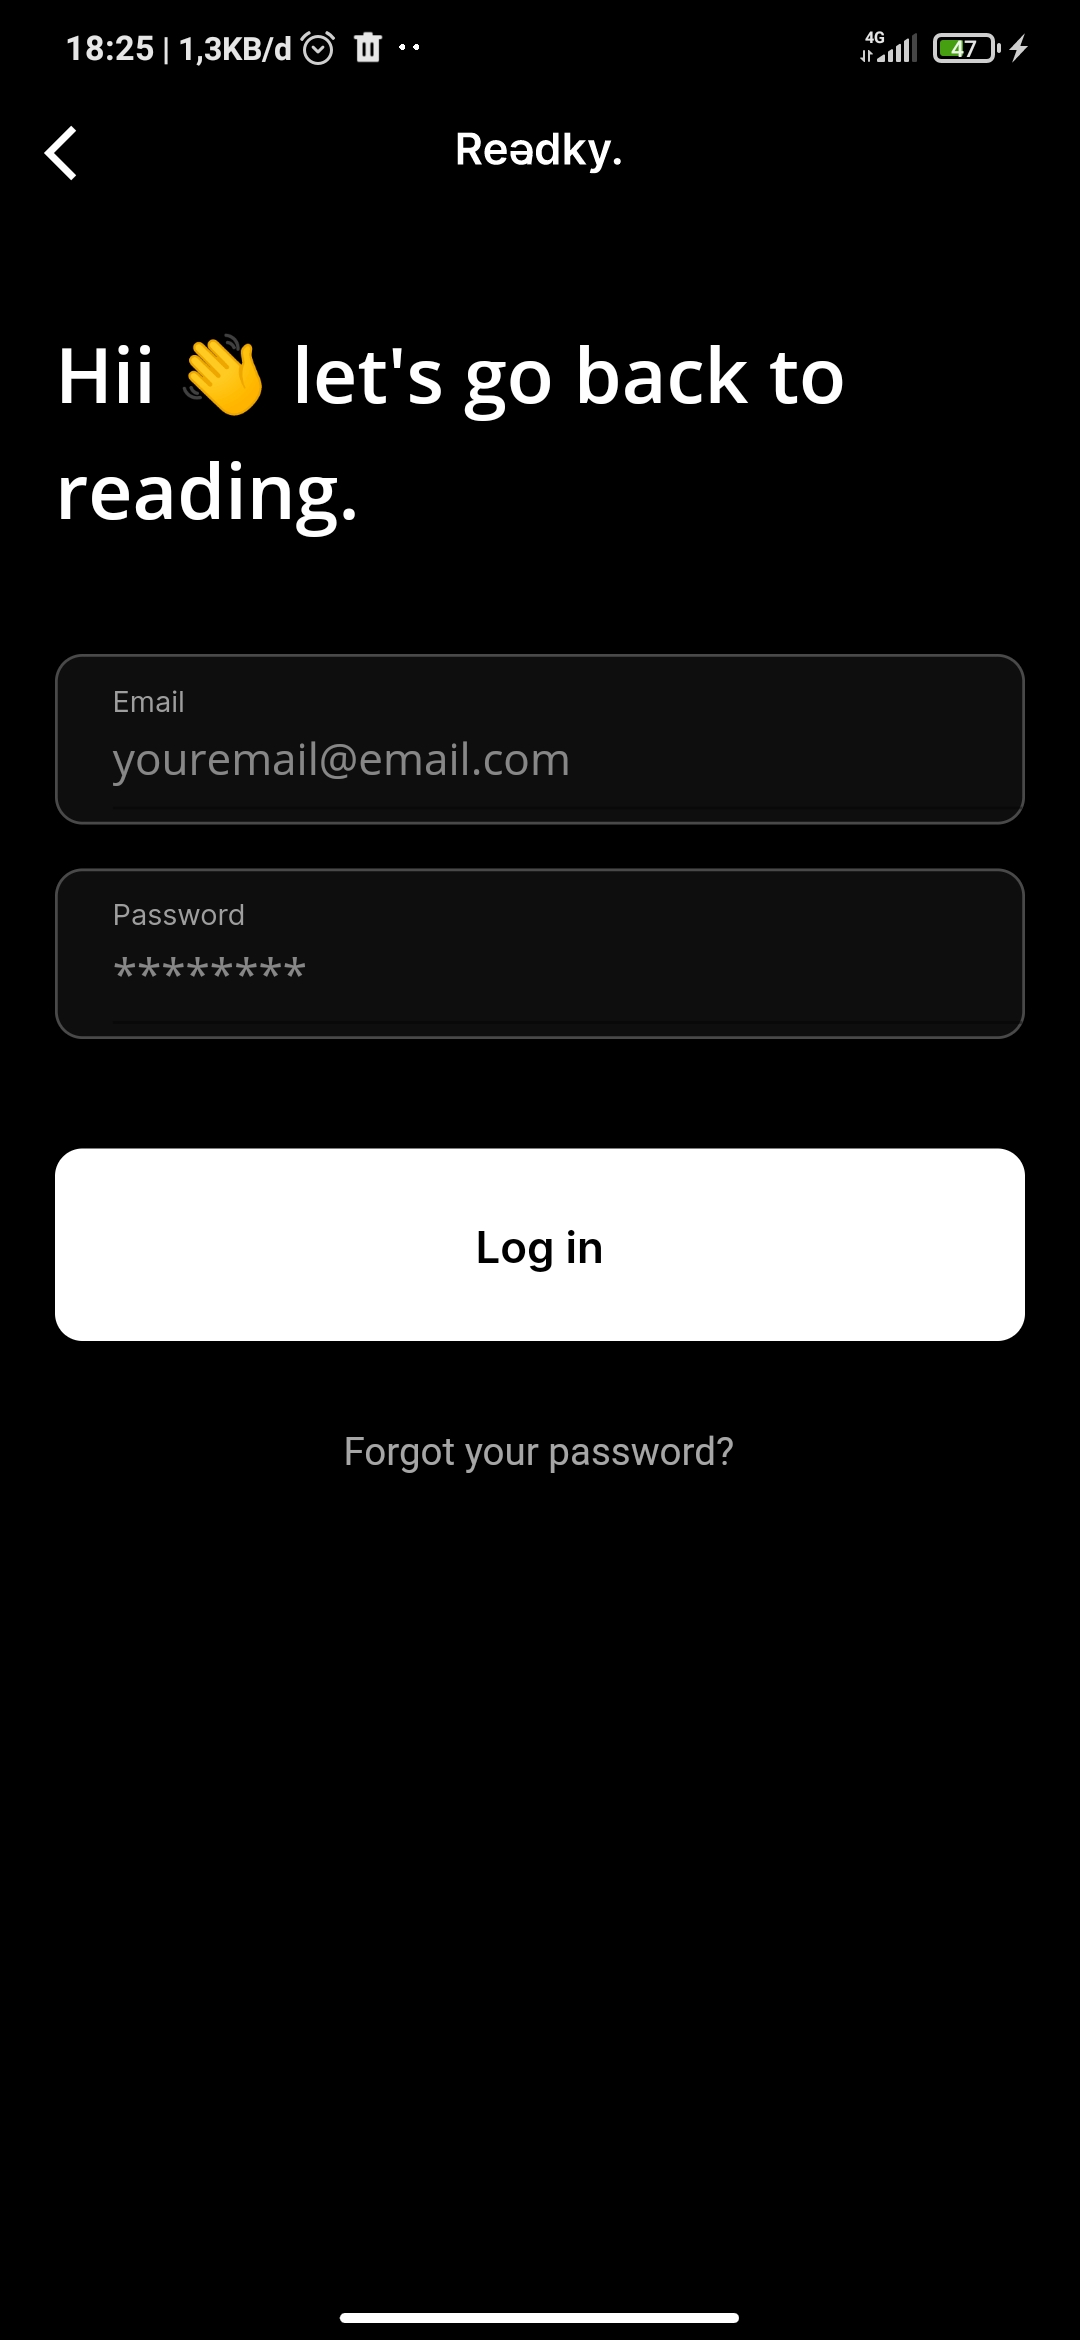 18:25 | 1,3KB/d
4G
47
Reədky.
Hii 👋 let's go back to
reading.
Email
youremail@email.com
Password
********
Log in
Forgot your password?